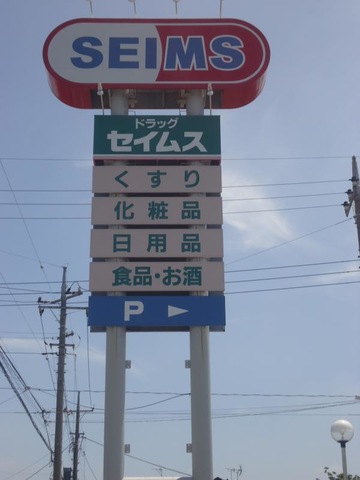 SEIMS
ドラッグ
セイムス
くすり
化粧品
日用品
食品・お酒
P